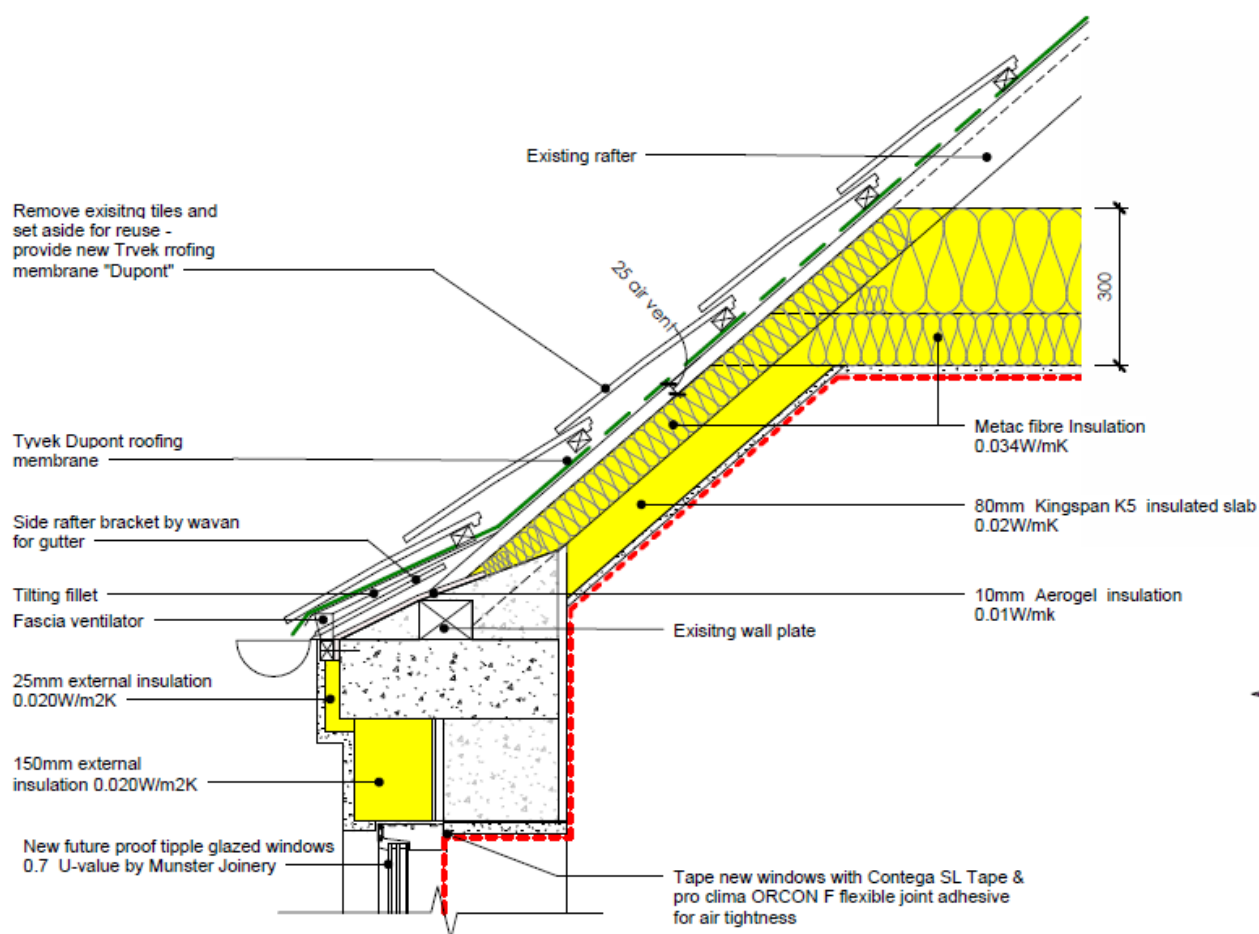 Existing rafter
Remove exisitng tiles and
set aside for reuse -
provide new Trvek rrofing
membrane "Dupont"
25 air vent
300
Tyvek Dupont roofing
membrane
Metac fibre Insulation
0.034W/mK
80mm Kingspan K5 insulated slab
0.02W/mK
Side rafter bracket by wavan
for gutter
Tilting fillet
10mm Aerogel insulation
0.01W/mk
Fascia ventilator
Exisitng wall plate
25mm external insulation
0.020W/m2K
150mm external
insulation 0.020W/m2K
New future proof tipple glazed windows
0.7 U-value by Munster Joinery
Tape new windows with Contega SL Tape &
pro clima ORCON F flexible joint adhesive
for air tightness